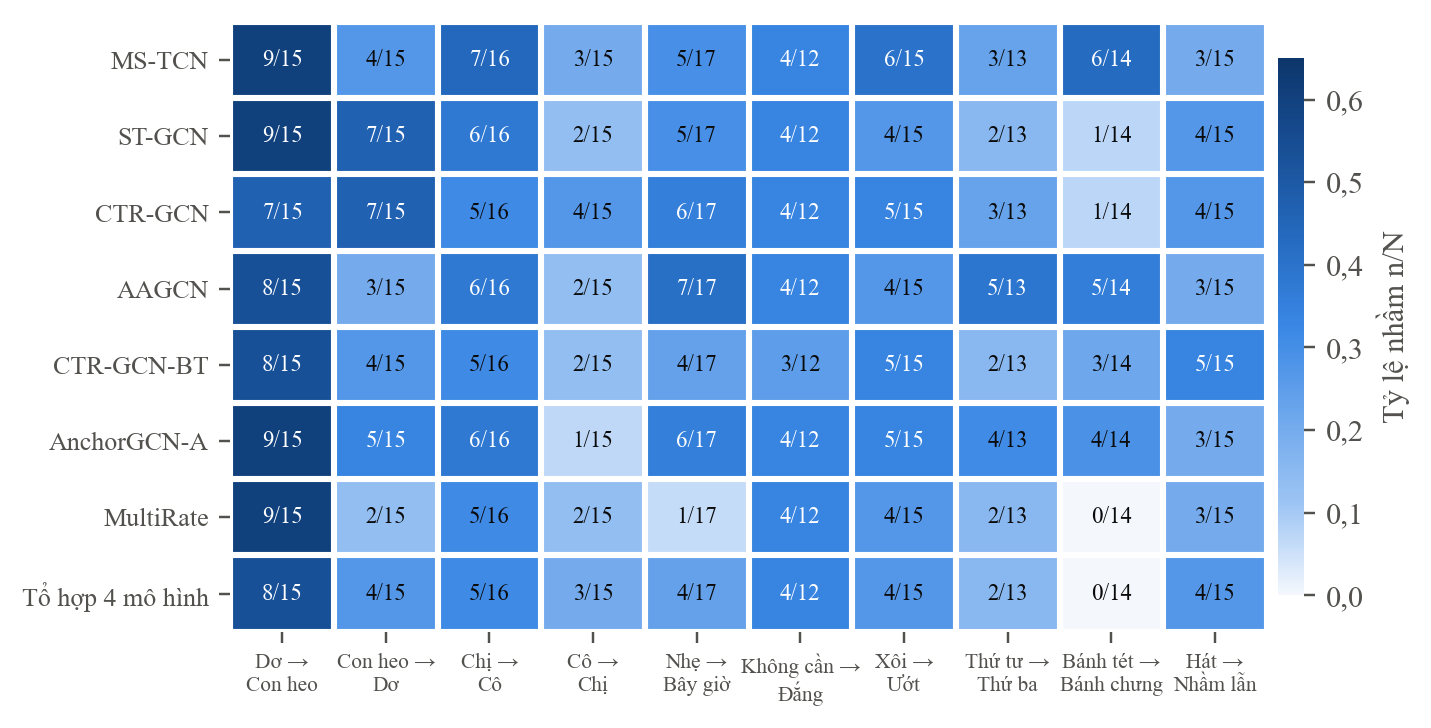 MS-TCN 9/15 4/15 7/16 3/15 5/17 4/12 6/15 3/13 6/14 3/15
ST-GCN 9/15 7/15 6/16 2/15 5/17 4/12 4/15 2/13 1/14 4/15
CTR-GCN 7/15 7/15 5/16 4/15 6/17 4/12 5/15 3/13 1/14 4/15
AAGCN 8/15 3/15 6/16 2/15 7/17 4/12 4/15 5/13 5/14 3/15
CTR-GCN-BT 8/15 4/15 5/16 2/15 4/17 3/12 5/15 2/13 3/14 5/15
AnchorGCN-A 9/15 5/15 6/16 1/15 6/17 4/12 5/15 4/13 4/14 3/15
MultiRate 9/15 2/15 5/16 2/15 1/17 4/12 4/15 2/13 0/14 3/15
Tổ hợp 4 mô hình 8/15 4/15 5/16 3/15 4/17 4/12 4/15 2/13 0/14 4/15
Dơ →
Con heo
Con heo →
Dơ
Chị →
Cô
Cô →
Chị
Nhẹ →
Bây giờ
Không cần →
Đắng
Xôi →
Ướt
Thứ tư →
Thứ ba
Bánh tét →
Bánh chưng
Hát →
Nhầm lẫn
0,6
0,5
0,4
0,3
0,2
0,1
0,0
Tỷ lệ nhầm n/N